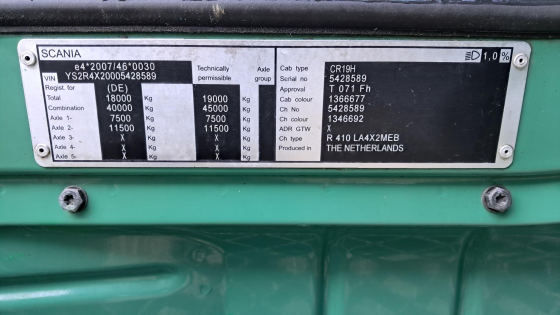 SCANIA
e4*2007/46*0030
VIN YS2R4X20005428589
Technically permissible Axle group
Regist. for (DE)
Total 18000 Kg 19000 Kg
Combination 40000 Kg 45000 Kg
Axle 1- 7500 Kg 7500 Kg
Axle 2- 11500 Kg 11500 Kg
Axle 3- X Kg X Kg
Axle 4- X Kg X Kg
Axle 5- X Kg X Kg
1,0 %
Cab type CR19H
Serial no 5428589
Approval T 071 Fh
Cab colour 1366677
Ch No 5428589
Ch colour 1346692
ADR GTW X
Ch type R 410 LA4X2MEB
Produced in THE NETHERLANDS